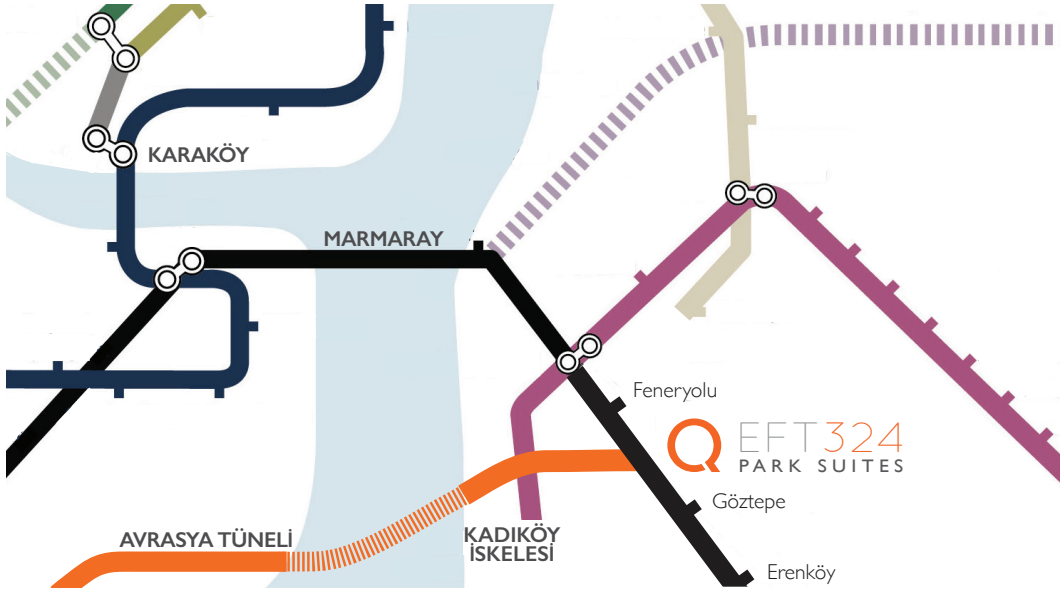 KARAKÖY
MARMARAY
Feneryolu
EFT324
PARK SUITES
Göztepe
AVRASYA TÜNELİ
KADIKÖY
İSKELESİ
Erenköy